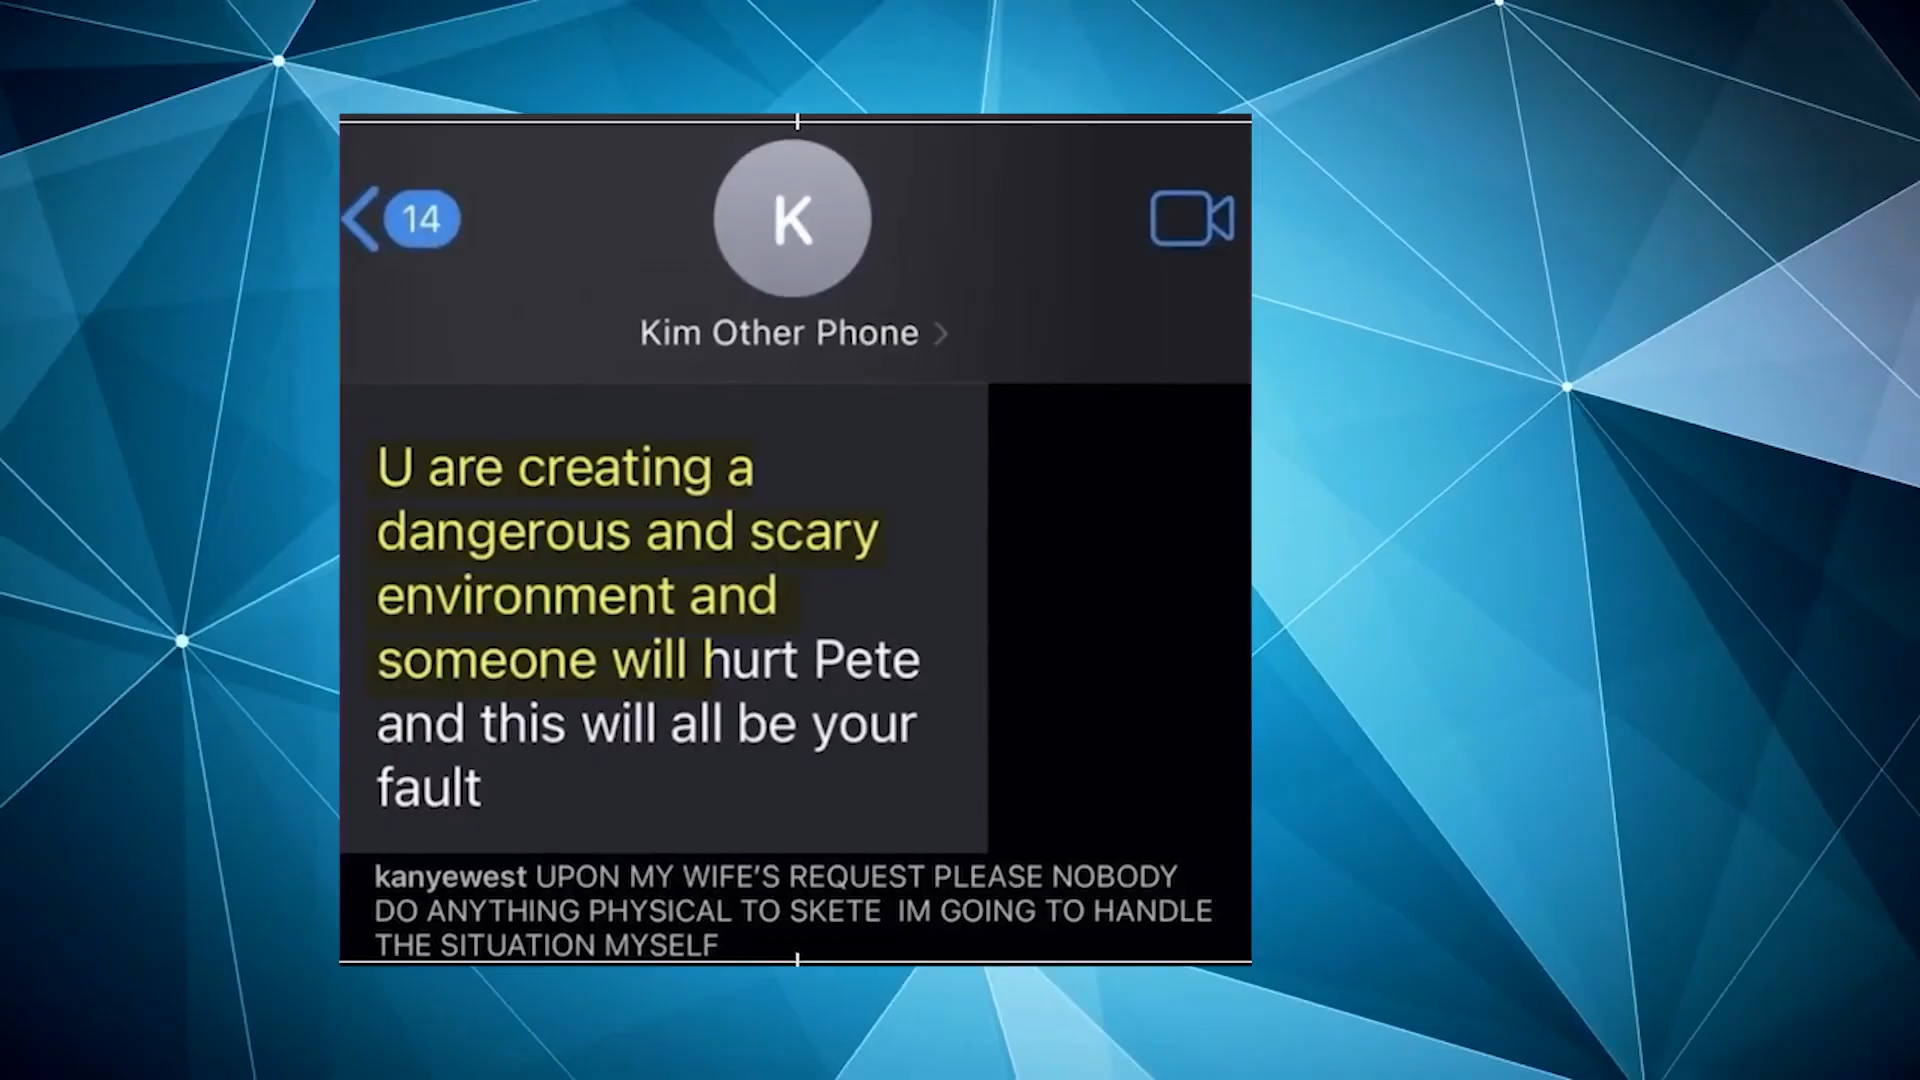 14
K
Kim Other Phone
U are creating a
dangerous and scary
environment and
someone will hurt Pete
and this will all be your
fault
kanyewest UPON MY WIFE'S REQUEST PLEASE NOBODY
DO ANYTHING PHYSICAL TO SKETE IM GOING TO HANDLE
THE SITUATION MYSELF